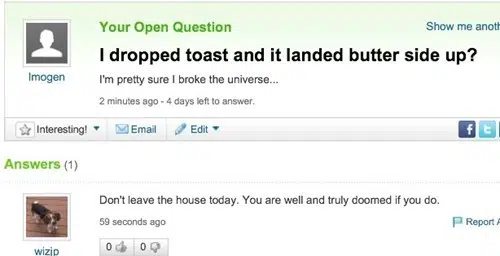 Your Open Question
Show me anoth
I dropped toast and it landed butter side up?
Imogen
I'm pretty sure I broke the universe...
2 minutes ago - 4 days left to answer.
Interesting!
Email
Edit
Answers (1)
Don't leave the house today. You are well and truly doomed if you do.
59 seconds ago
Report A
0
0
wizjp